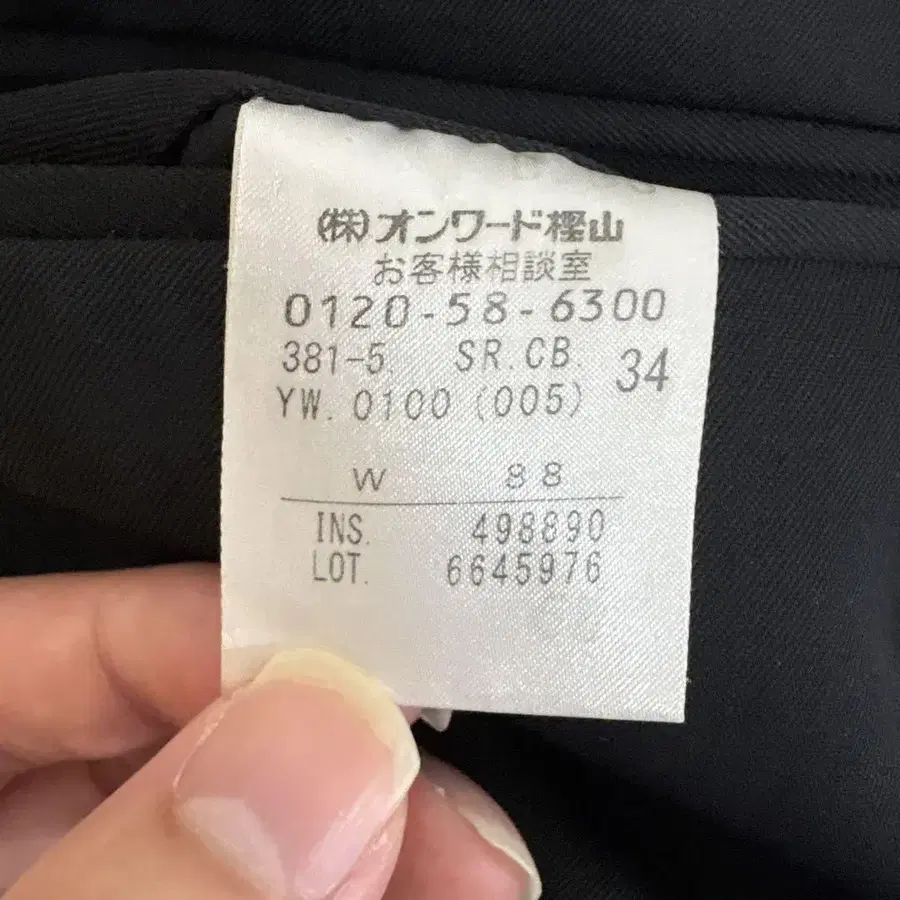 (株)オンワード樫山
お客様相談室
0120-58-6300
381-5 SR.CB. 34
YW. 0100 (005)
W 88
INS. 498890
LOT. 6645976